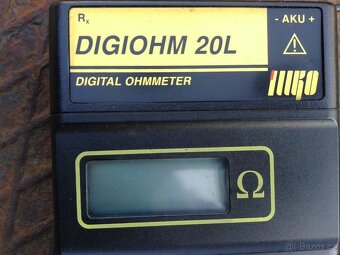 Rx - AKU +
DIGIOHM 20L
DIGITAL OHMMETER
Ω